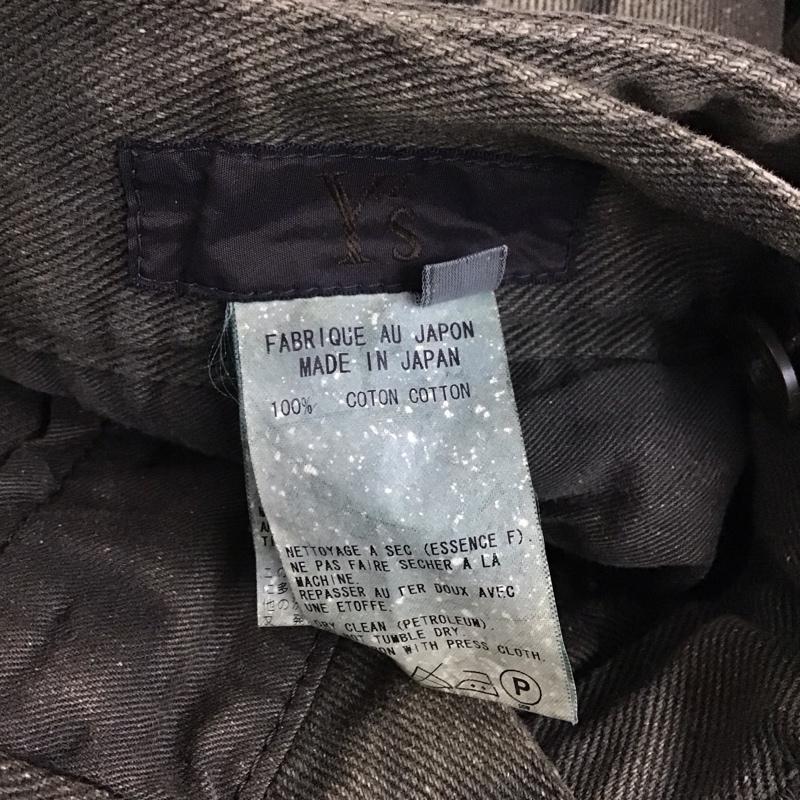 Y's
FABRIQUE AU JAPON
MADE IN JAPAN
100% COTON COTTON
NETTOYAGE A SEC (ESSENCE F).
NE PAS FAIRE SECHER A LA
MACHINE.
REPASSER AU FER DOUX AVEC
UNE ETOFFE.
DRY CLEAN (PETROLEUM).
NOT TUMBLE DRY
WITH PRESS CLOTH.
P